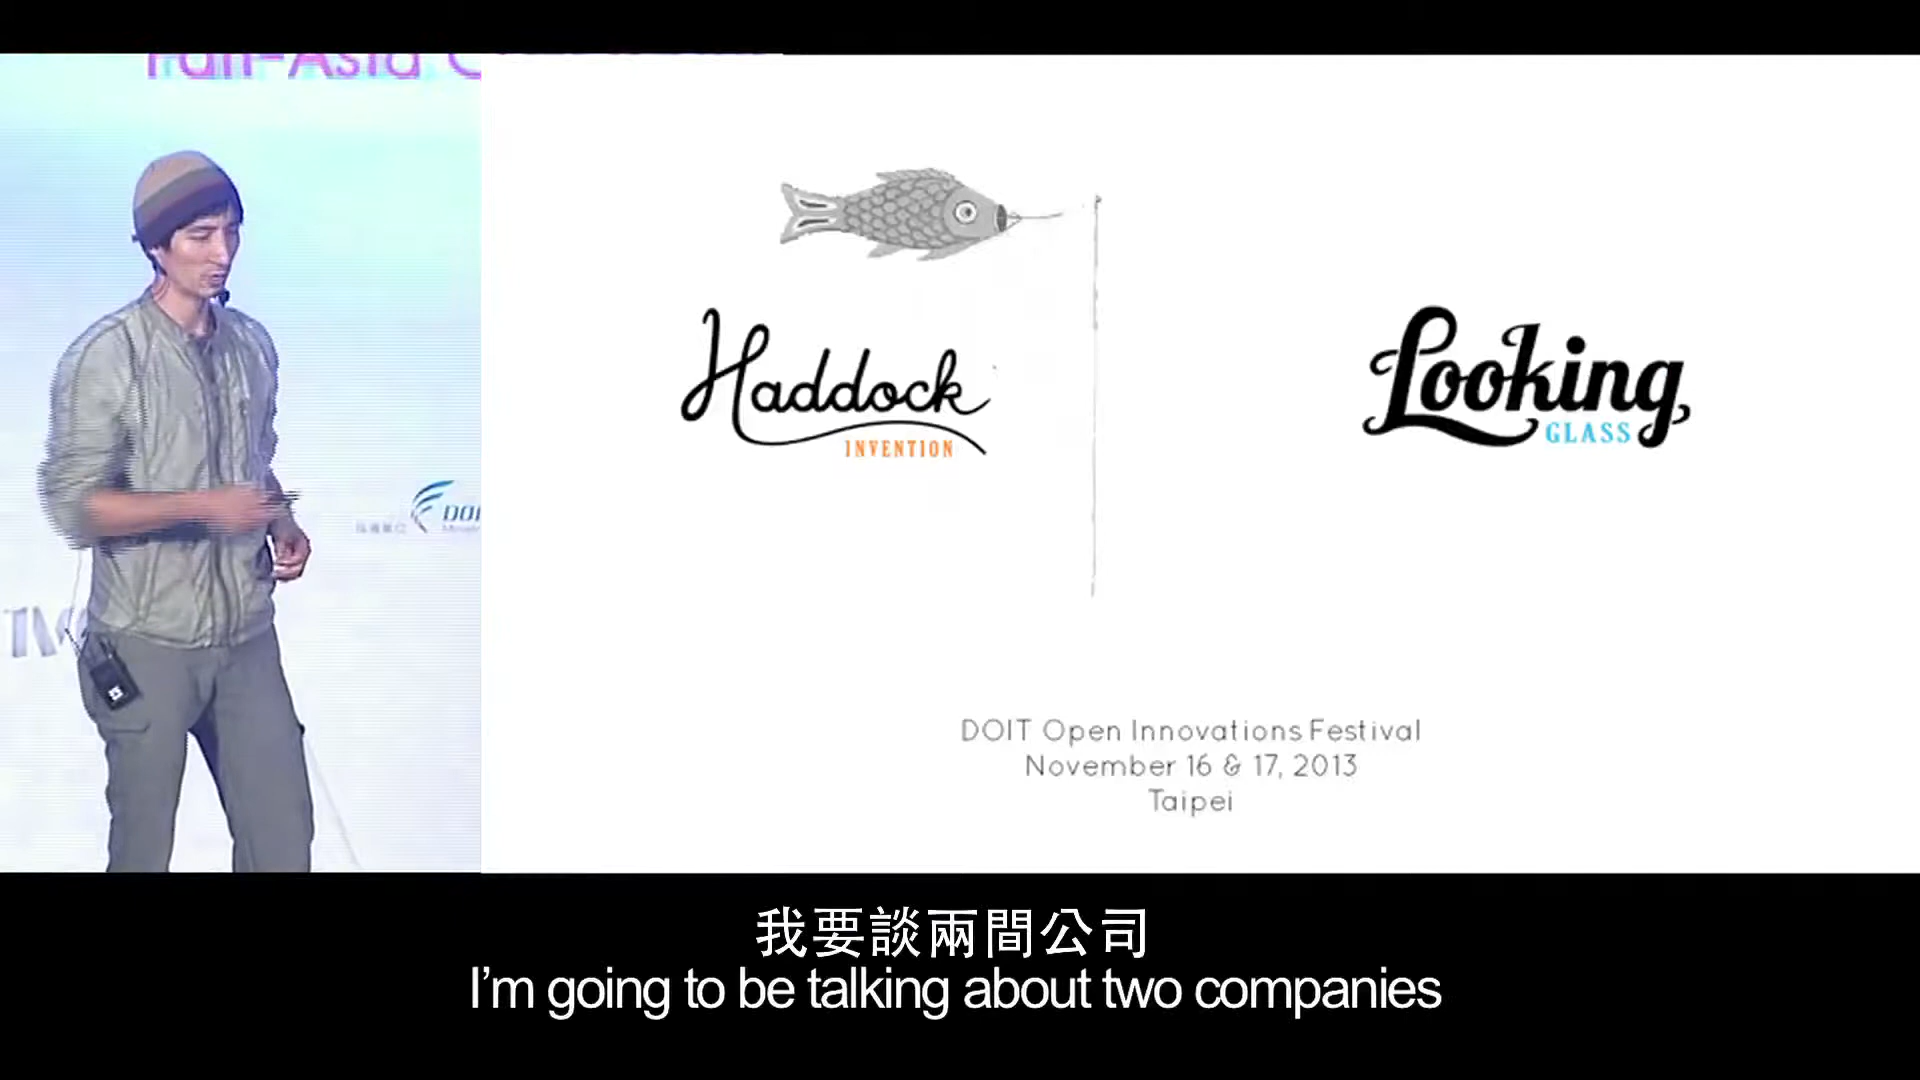 Haddock
INVENTION
Looking
GLASS
DOIT Open Innovations Festival
November 16 & 17, 2013
Taipei
我要談兩間公司
I'm going to be talking about two companies